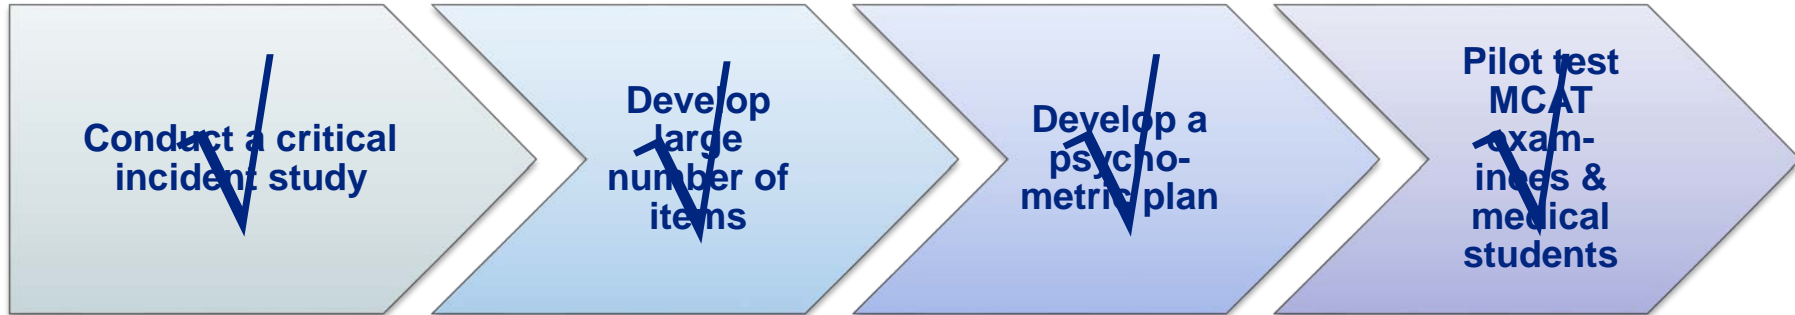 Conduct a critical
incident study
Develop
large
number of
items
Develop a
psycho-
metric plan
Pilot test
MCAT
exam-
inees &
medical
students